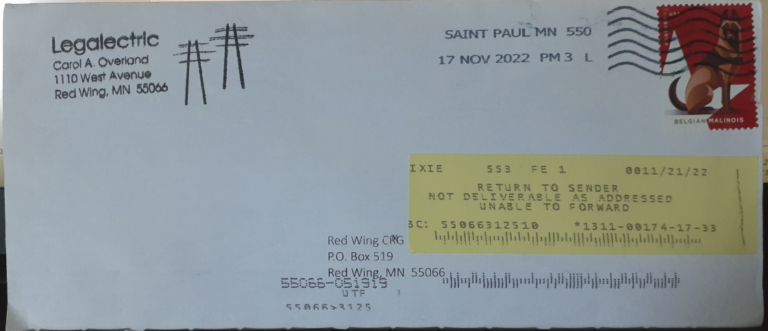 Legalectric
Carol A. Overland
1110 West Avenue
Red Wing, MN 55066
SAINT PAUL MN 550
17 NOV 2022 PM 3 L
BELGIAN MALINOIS
IXIE 553 FE 1 0011/21/22
RETURN TO SENDER
NOT DELIVERABLE AS ADDRESSED
UNABLE TO FORWARD
BC: 55066312510 *1311-00174-17-33
Red Wing CRG
P.O. Box 519
Red Wing, MN 55066
55066-051919
UTF
55066>3125